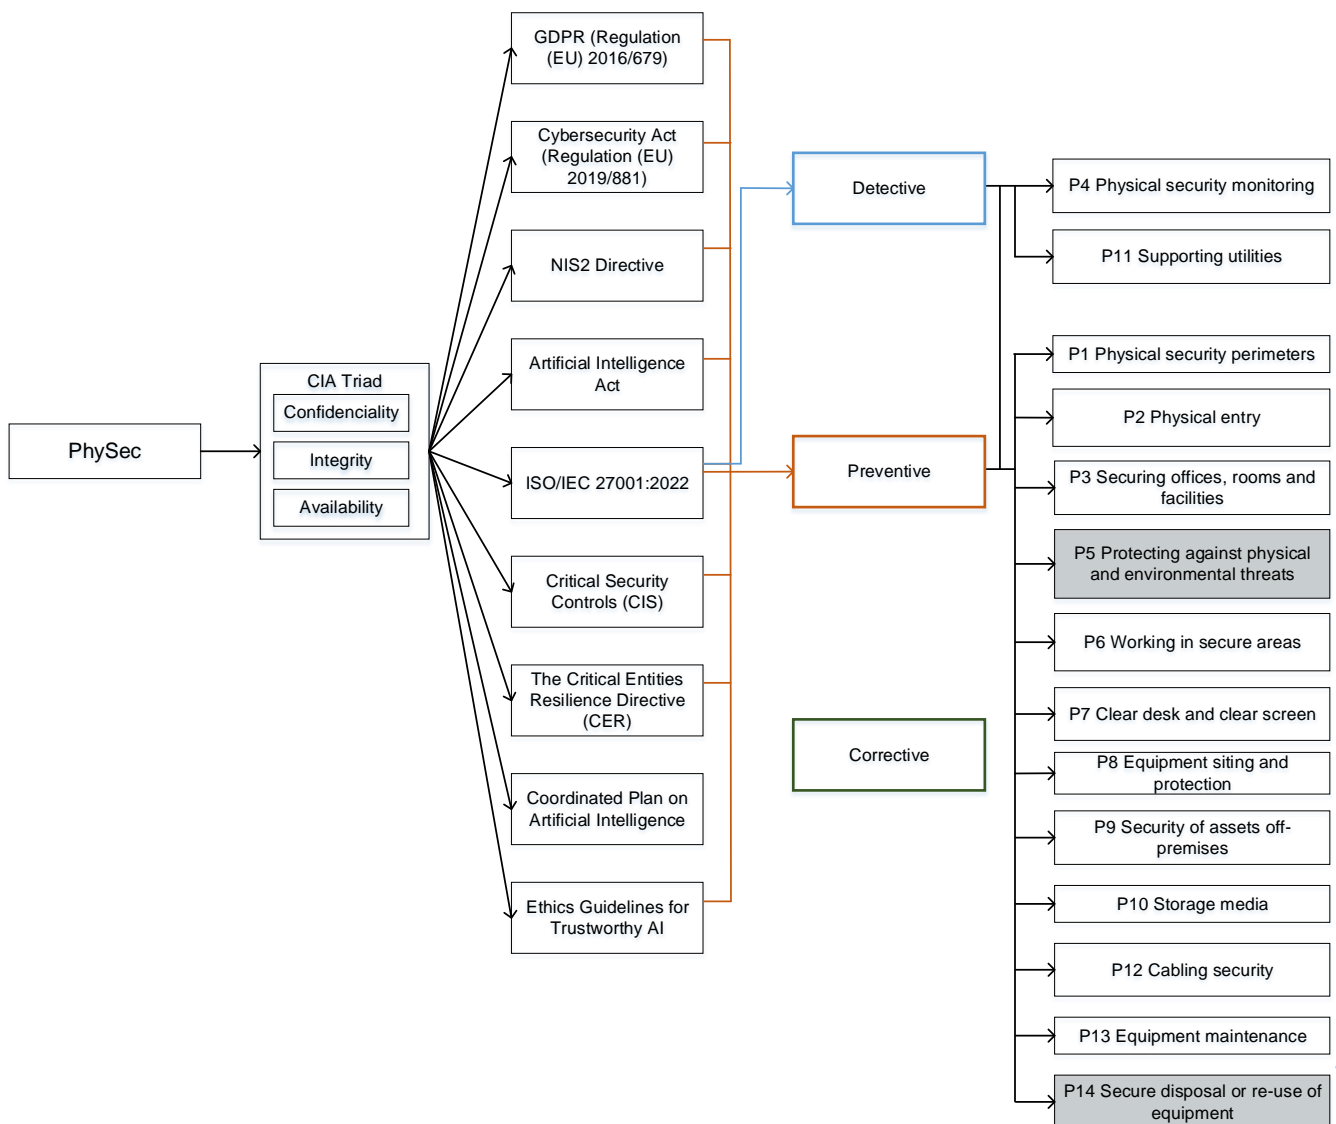 PhySec
CIA Triad
Confidenciality
Integrity
Availability
GDPR (Regulation
(EU) 2016/679)
Cybersecurity Act
(Regulation (EU)
2019/881)
NIS2 Directive
Artificial Intelligence
Act
ISO/IEC 27001:2022
Critical Security
Controls (CIS)
The Critical Entities
Resilience Directive
(CER)
Coordinated Plan on
Artificial Intelligence
Ethics Guidelines for
Trustworthy AI
Detective
Preventive
Corrective
P4 Physical security monitoring
P11 Supporting utilities
P1 Physical security perimeters
P2 Physical entry
P3 Securing offices, rooms and
facilities
P5 Protecting against physical
and environmental threats
P6 Working in secure areas
P7 Clear desk and clear screen
P8 Equipment siting and
protection
P9 Security of assets off-
premises
P10 Storage media
P12 Cabling security
P13 Equipment maintenance
P14 Secure disposal or re-use of
equipment